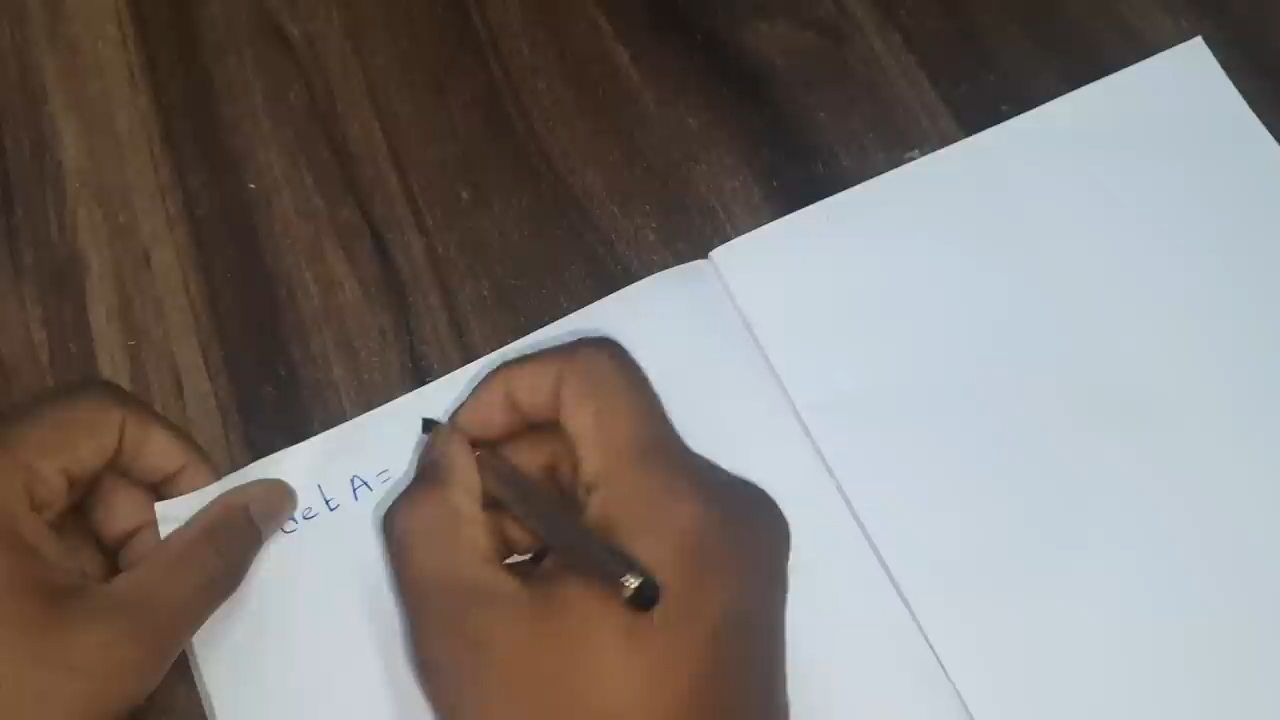 det A =